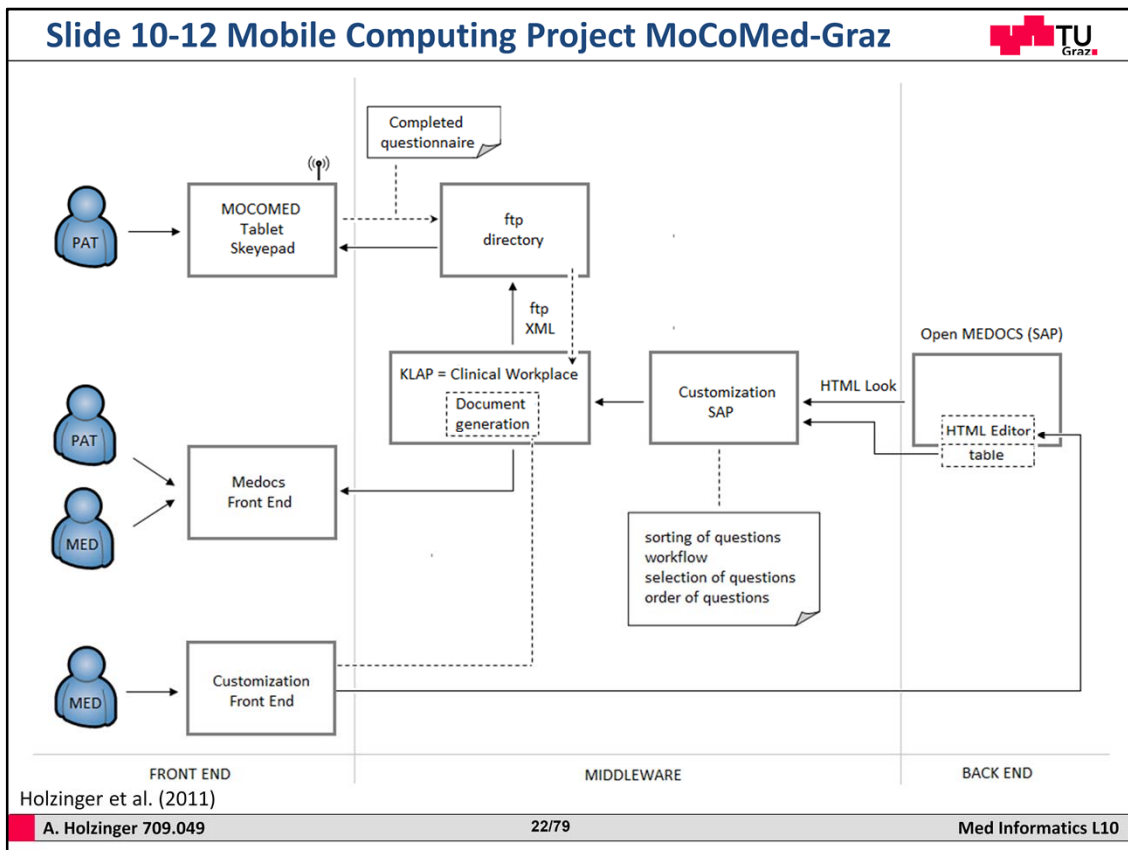 Slide 10-12 Mobile Computing Project MoCoMed-Graz
TU
Graz
Completed
questionnaire
PAT
MOCOMED
Tablet
Skeyepad
ftp
directory
ftp
XML
Open MEDOCS (SAP)
KLAP = Clinical Workplace
Document
generation
Customization
SAP
HTML Look
HTML Editor
table
PAT
MED
Medocs
Front End
sorting of questions
workflow
selection of questions
order of questions
MED
Customization
Front End
FRONT END
MIDDLEWARE
BACK END
Holzinger et al. (2011)
A. Holzinger 709.049
22/79
Med Informatics L10